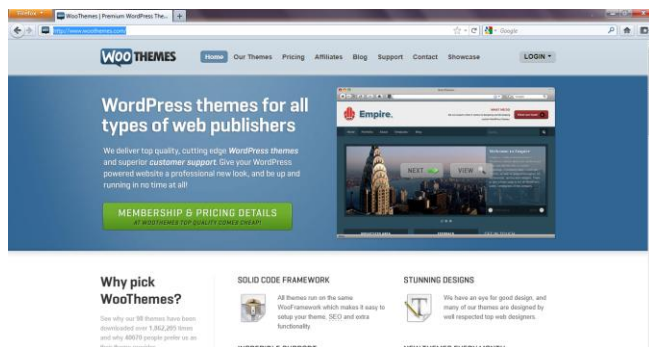 Firefox
WooThemes | Premium WordPress The...
http://www.woothemes.com/
Google
WOO THEMES
Home Our Themes Pricing Affiliates Blog Support Contact Showcase
LOGIN
WordPress themes for all
types of web publishers
We deliver top quality, cutting edge WordPress themes
and superior customer support. Give your WordPress
powered website a professional new look, and be up and
running in no time at all!
MEMBERSHIP & PRICING DETAILS
AT WOOTHEMES TOP QUALITY COMES CHEAP!
Empire.
NEXT
VIEW
Welcome to Empire
Why pick
WooThemes?
See why our 98 themes have been
downloaded over 1,062,205 times
and why 40070 people prefer us as
SOLID CODE FRAMEWORK
All themes run on the same
WooFramework which makes it easy to
setup your theme, SEO and extra
functionality
STUNNING DESIGNS
We have an eye for good design, and
many of our themes are designed by
well respected top web designers.